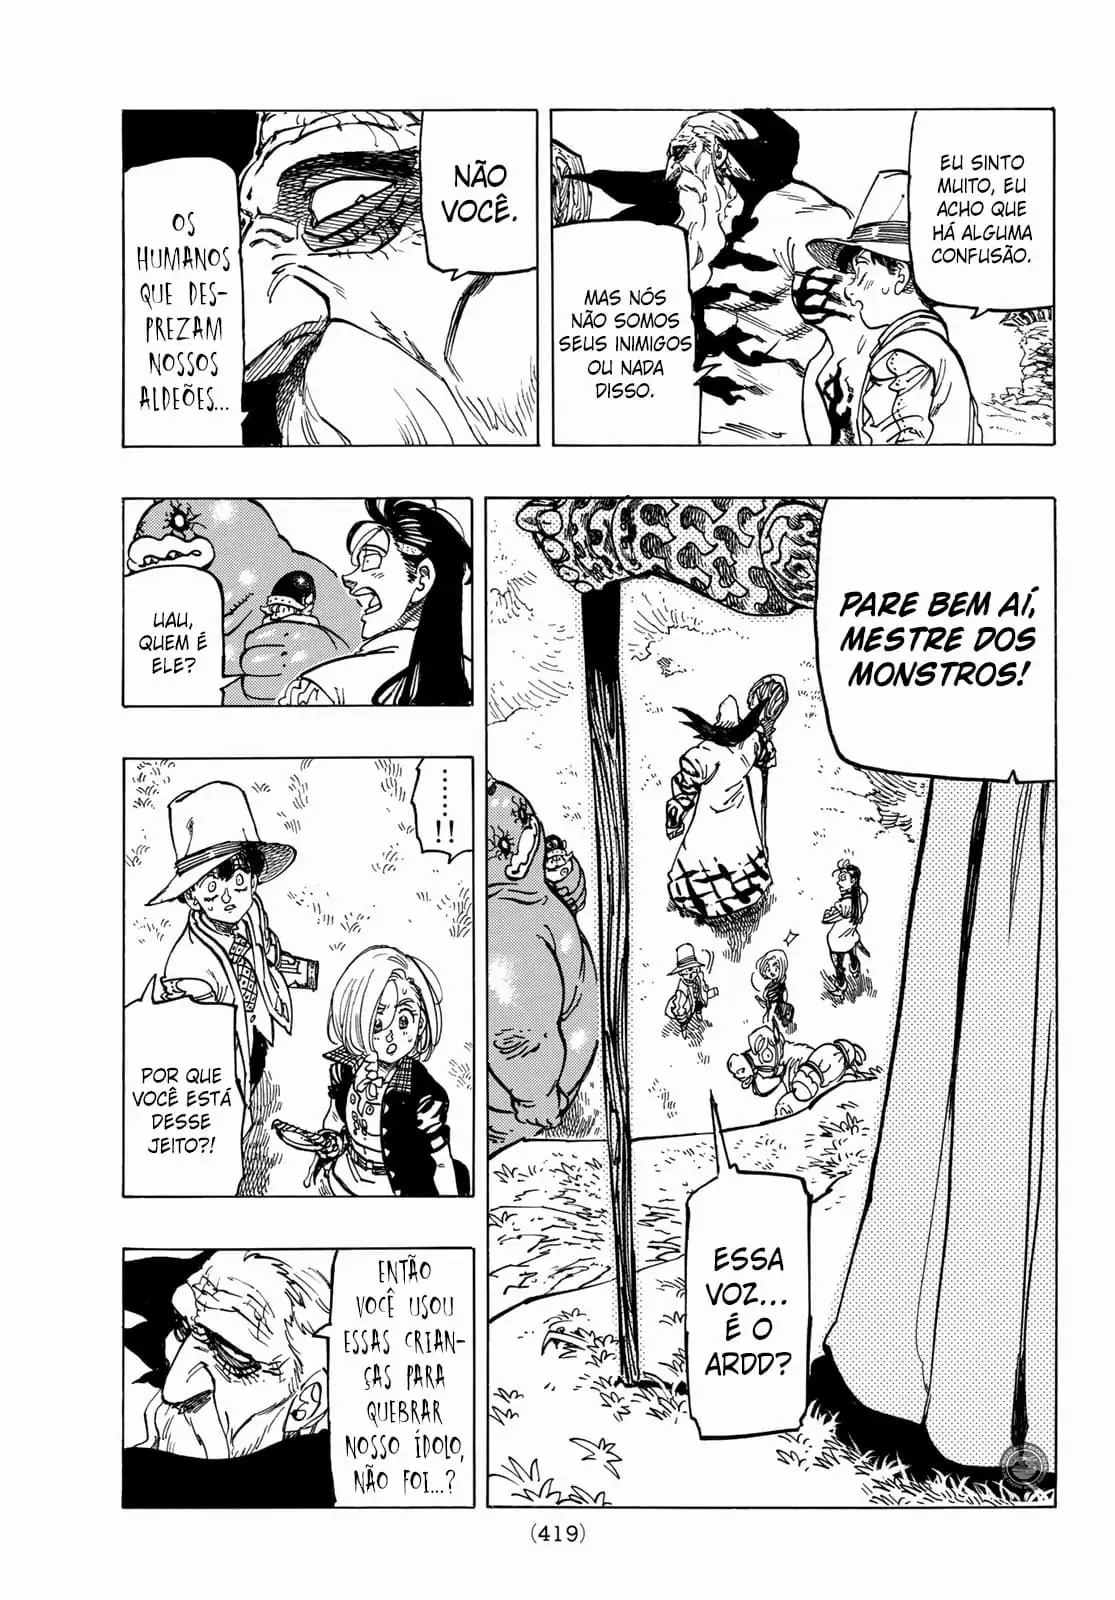 EU SINTO
MUITO, EU
ACHO QUE
HÁ ALGUMA
CONFUSÃO.
MAS NÓS
NÃO SOMOS
SEUS INIMIGOS
OU NADA
DISSO.
NÃO
VOCÊ.
OS
HUMANOS
QUE DES-
PREZAM
NOSSOS
ALDEÕES...
PARE BEM AÍ,
MESTRE DOS
MONSTROS!
ESSA
VOZ...
É O
ARDD?
UAU,
QUEM É
ELE?
......!!
POR QUE
VOCÊ ESTÁ
DESSE
JEITO?!
ENTÃO
VOCÊ USOU
ESSAS CRIAN-
ÇAS PARA
QUEBRAR
NOSSO ÍDOLO,
NÃO FOI...?
(419)